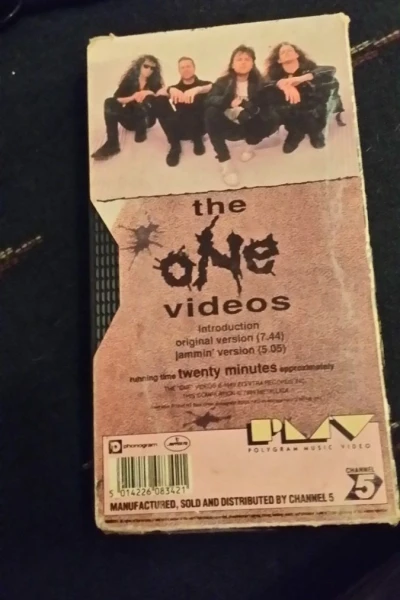 the
oNe
videos
introduction
original version (7.44)
jammin' version (5.05)
running time twenty minutes approximately
phonogram
PMV
POLYGRAM MUSIC VIDEO
CHANNEL
5
5 014226 083421
MANUFACTURED, SOLD AND DISTRIBUTED BY CHANNEL 5